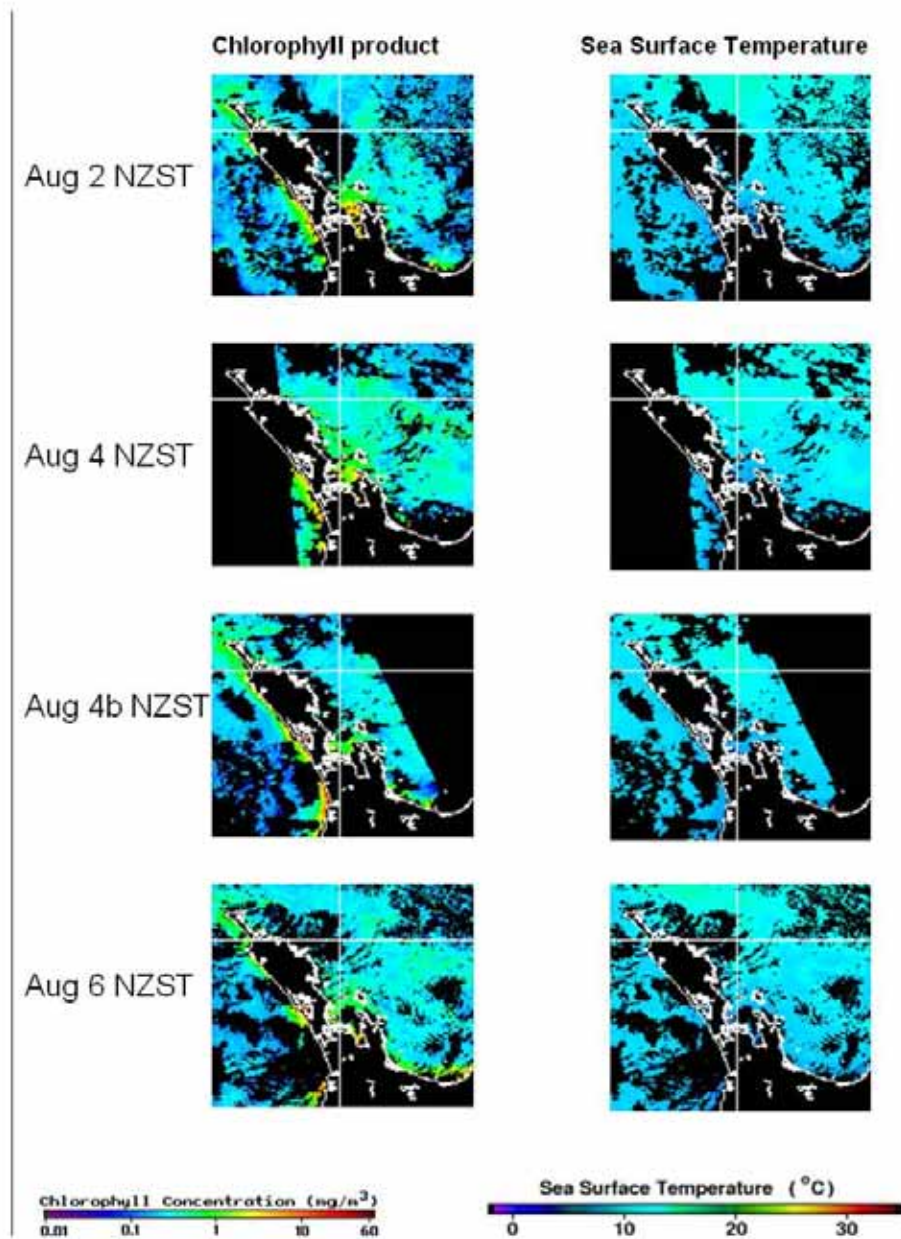 Chlorophyll product Sea Surface Temperature
Aug 2 NZST
Aug 4 NZST
Aug 4b NZST
Aug 6 NZST
Chlorophyll Concentration (mg/m³)
0.01 0.1 1 10 60
Sea Surface Temperature (°C)
0 10 20 30